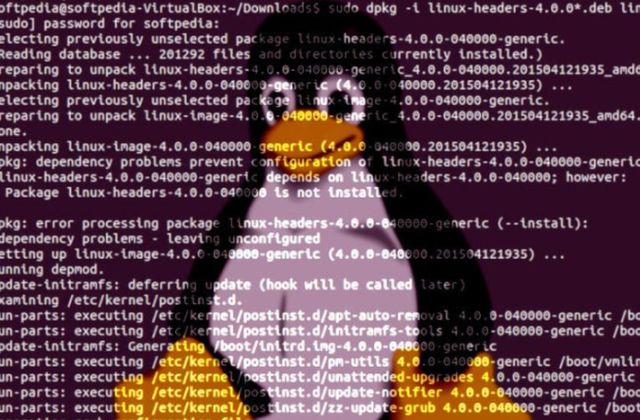 oftpedia@softpedia-VirtualBox:~/Downloads$ sudo dpkg -i linux-headers-4.0.0*.deb lin
sudo] password for softpedia:
electing previously unselected package linux-headers-4.0.0-040000-generic.
Reading database ... 201292 files and directories currently installed.)
reparing to unpack linux-headers-4.0.0-040000-generic_4.0.0-040000.201504121935_amd6
npacking linux-headers-4.0.0-040000-generic (4.0.0-040000.201504121935) ...
electing previously unselected package linux-image-4.0.0-040000-generic.
reparing to unpack linux-image-4.0.0-040000-generic_4.0.0-040000.201504121935_amd64.
one.
npacking linux-image-4.0.0-040000-generic (4.0.0-040000.201504121935) ...
pkg: dependency problems prevent configuration of linux-headers-4.0.0-040000-generic
linux-headers-4.0.0-040000-generic depends on linux-headers-4.0.0-040000; however:
Package linux-headers-4.0.0-040000 is not installed.
pkg: error processing package linux-headers-4.0.0-040000-generic (--install):
dependency problems - leaving unconfigured
etting up linux-image-4.0.0-040000-generic (4.0.0-040000.201504121935) ...
unning depmod.
pdate-initramfs: deferring update (hook will be called later)
xamining /etc/kernel/postinst.d.
un-parts: executing /etc/kernel/postinst.d/apt-auto-removal 4.0.0-040000-generic /boo
un-parts: executing /etc/kernel/postinst.d/initramfs-tools 4.0.0-040000-generic /boo
pdate-initramfs: Generating /boot/initrd.img-4.0.0-040000-generic
un-parts: executing /etc/kernel/postinst.d/pm-utils 4.0.0-040000-generic /boot/vmli
un-parts: executing /etc/kernel/postinst.d/unattended-upgrades 4.0.0-040000-generic
un-parts: executing /etc/kernel/postinst.d/update-notifier 4.0.0-040000-generic /bo
un-parts: executing /etc/kernel/postinst.d/zz-update-grub 4.0.0-040000-generic /boo